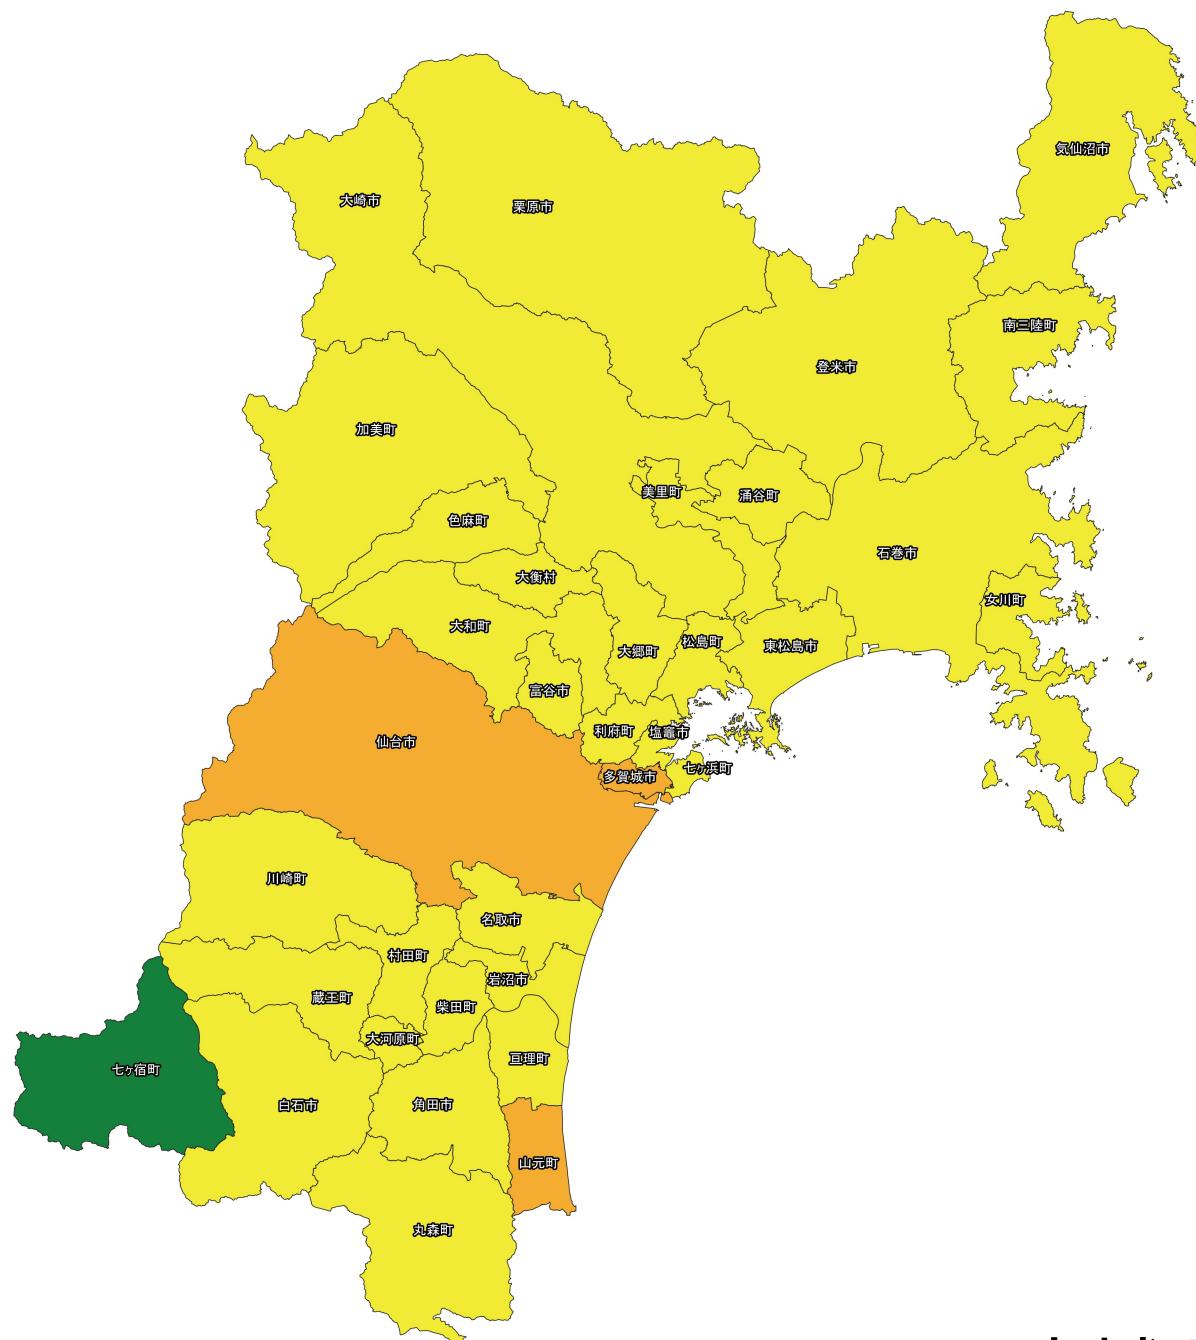 気仙沼市
大崎市
栗原市
南三陸町
登米市
加美町
美里町
涌谷町
色麻町
石巻市
大衡村
女川町
大和町
松島町
東松島市
大郷町
富谷市
利府町
塩竈市
仙台市
七ヶ浜町
多賀城市
川崎町
名取市
村田町
岩沼市
蔵王町
柴田町
大河原町
亘理町
七ヶ宿町
白石市
角田市
山元町
丸森町